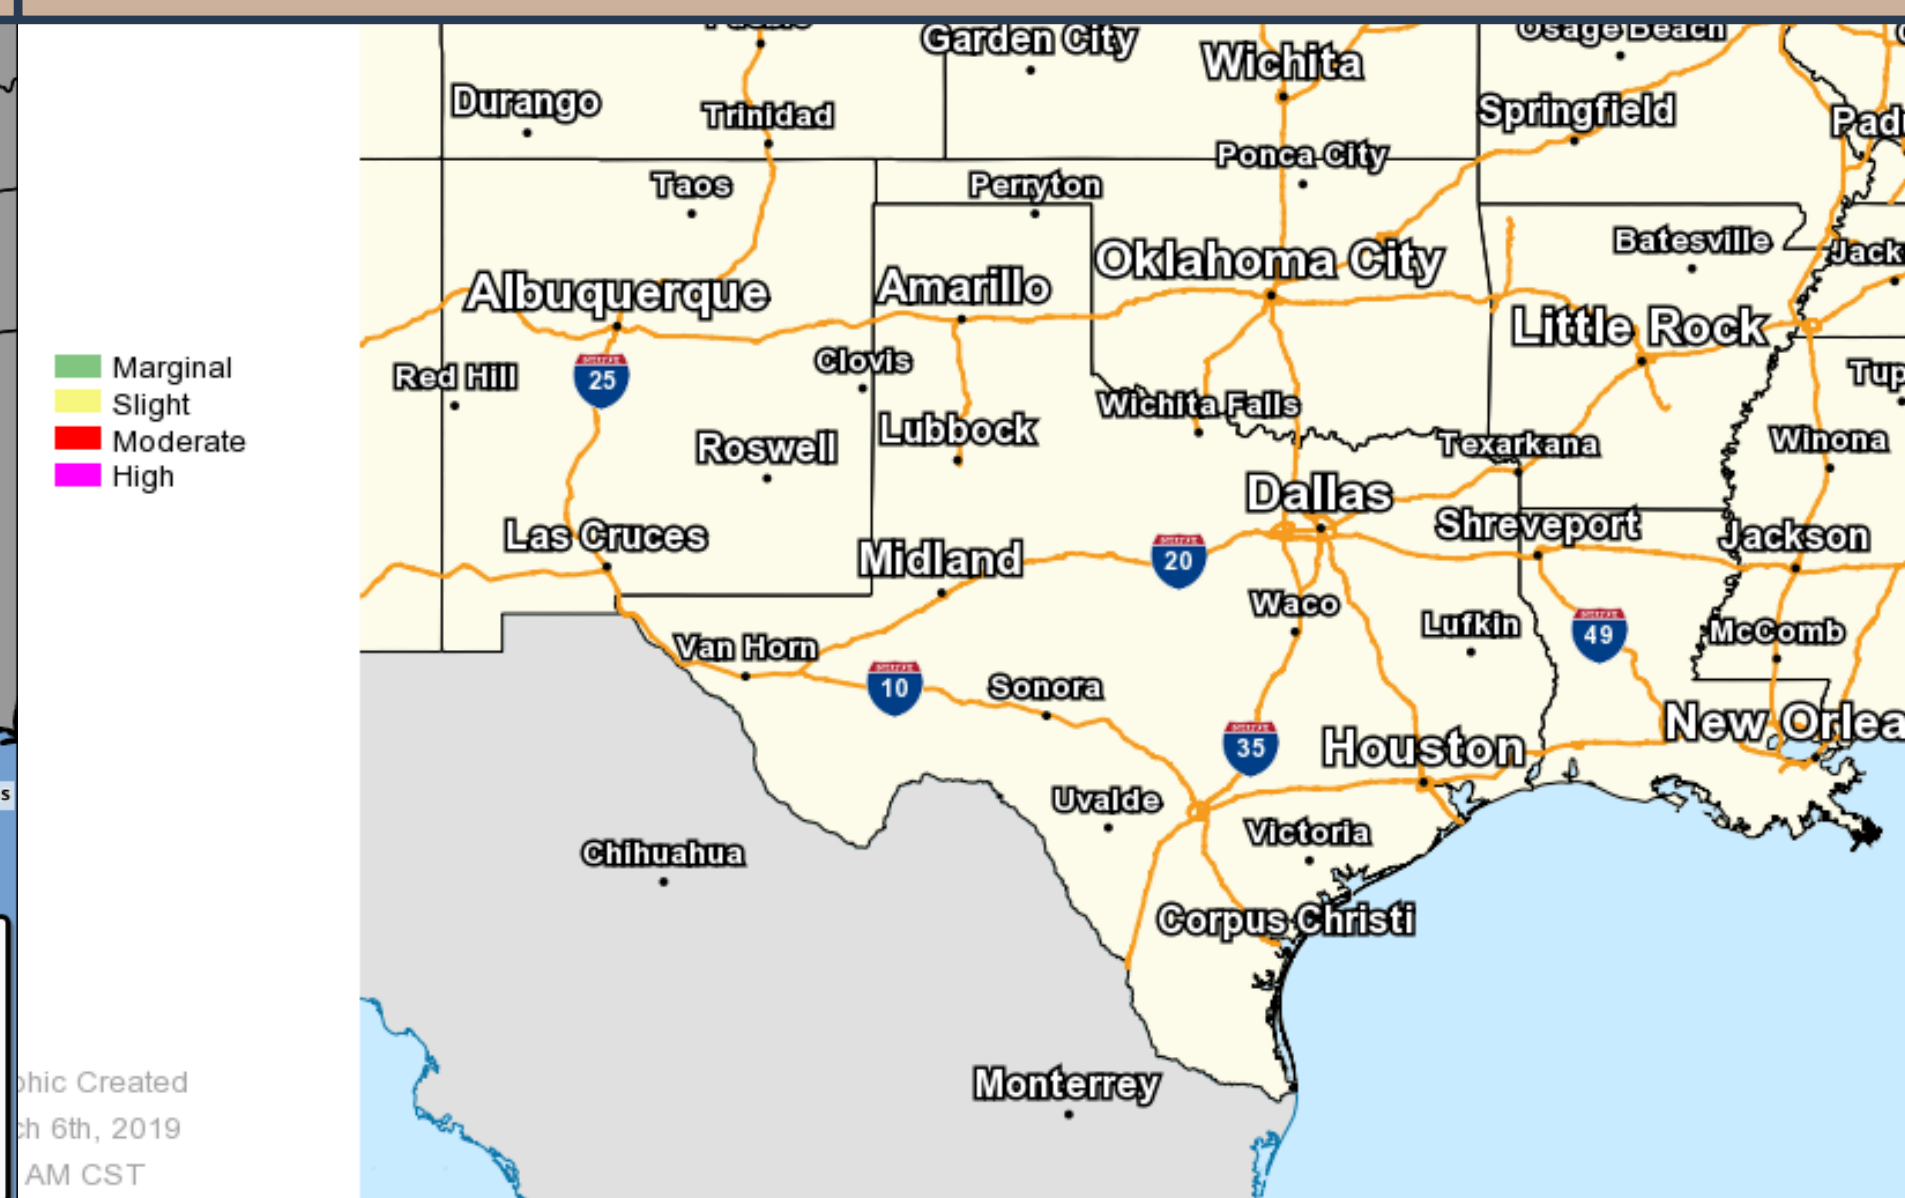 Garden City
Osage Beach
Wichita
Durango
Trinidad
Springfield
Ponca City
Taos
Perryton
Batesville
Oklahoma City
Albuquerque
Amarillo
Little Rock
Marginal
Clovis
Red Hill
25
Slight
Wichita Falls
Lubbock
Moderate
Roswell
Texarkana
Winona
High
Dallas
Shreveport
Las Cruces
Jackson
Midland
20
Waco
Lufkin
49
McComb
Van Horn
10
Sonora
New Orlea
35
Houston
Uvalde
Victoria
Chihuahua
Corpus Christi
Monterrey
phic Created
ch 6th, 2019
AM CST